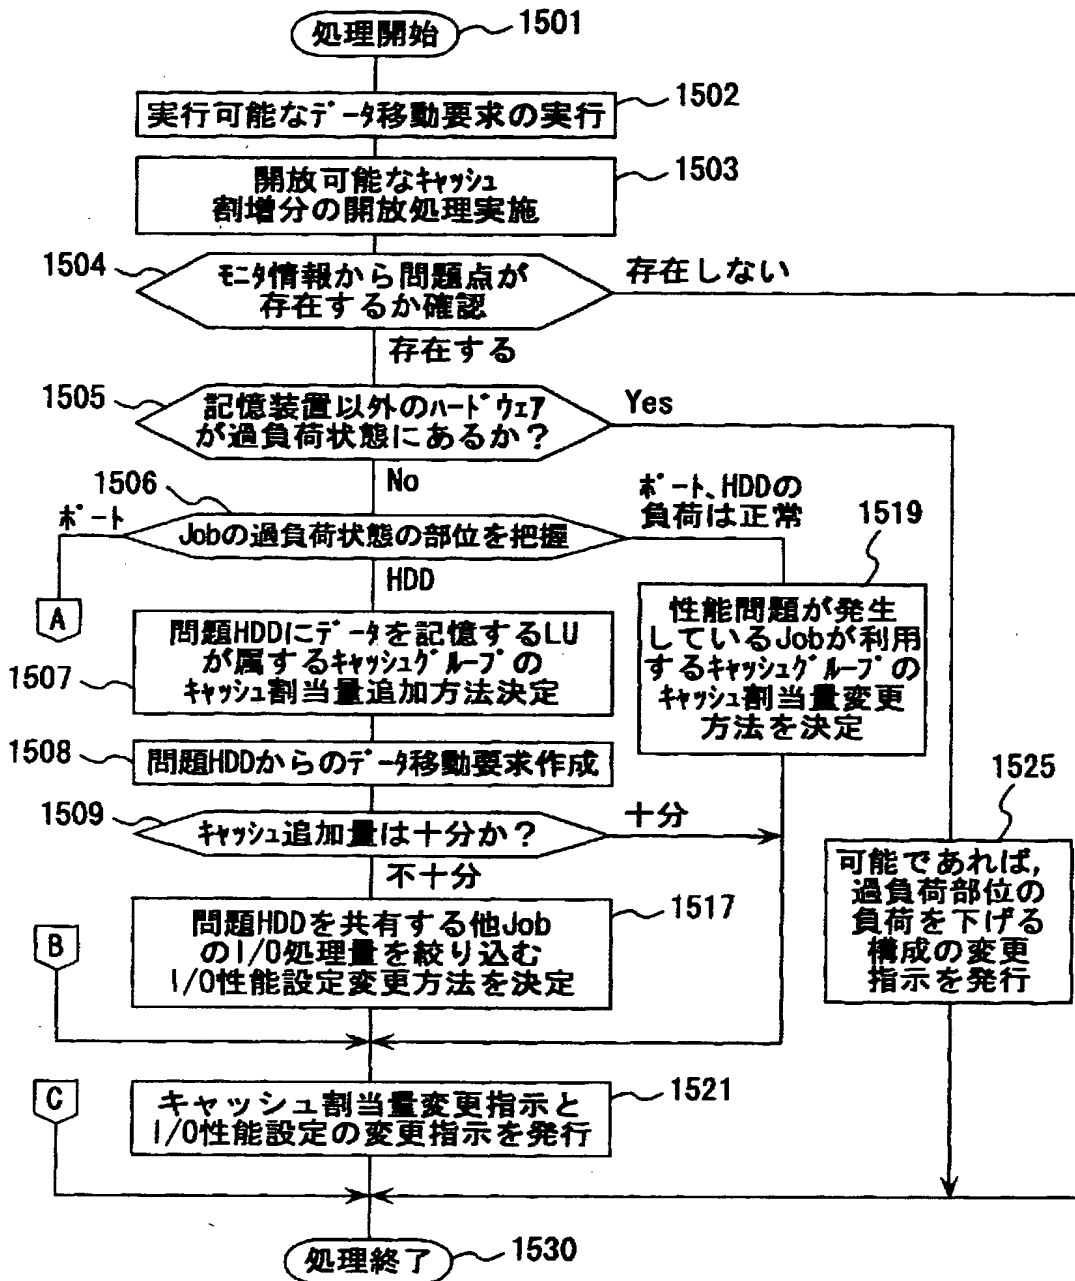 処理開始
1501
実行可能なデータ移動要求の実行
1502
開放可能なキャッシュ
割増分の開放処理実施
1503
1504
モニタ情報から問題点が
存在するか確認
存在しない
存在する
1505
記憶装置以外のハードウェア
が過負荷状態にあるか?
Yes
No
1506
ポート
Jobの過負荷状態の部位を把握
ポート、HDDの
負荷は正常
1519
HDD
A
問題HDDにデータを記憶するLU
が属するキャッシュグループの
キャッシュ割当量追加方法決定
1507
性能問題が発生
しているJobが利用
するキャッシュグループの
キャッシュ割当量変更
方法を決定
1508
問題HDDからのデータ移動要求作成
1509
キャッシュ追加量は十分か?
十分
不十分
1525
可能であれば,
過負荷部位の
負荷を下げる
構成の変更
指示を発行
B
問題HDDを共有する他Job
のI/O処理量を絞り込む
I/O性能設定変更方法を決定
1517
C
キャッシュ割当量変更指示と
I/O性能設定の変更指示を発行
1521
処理終了
1530